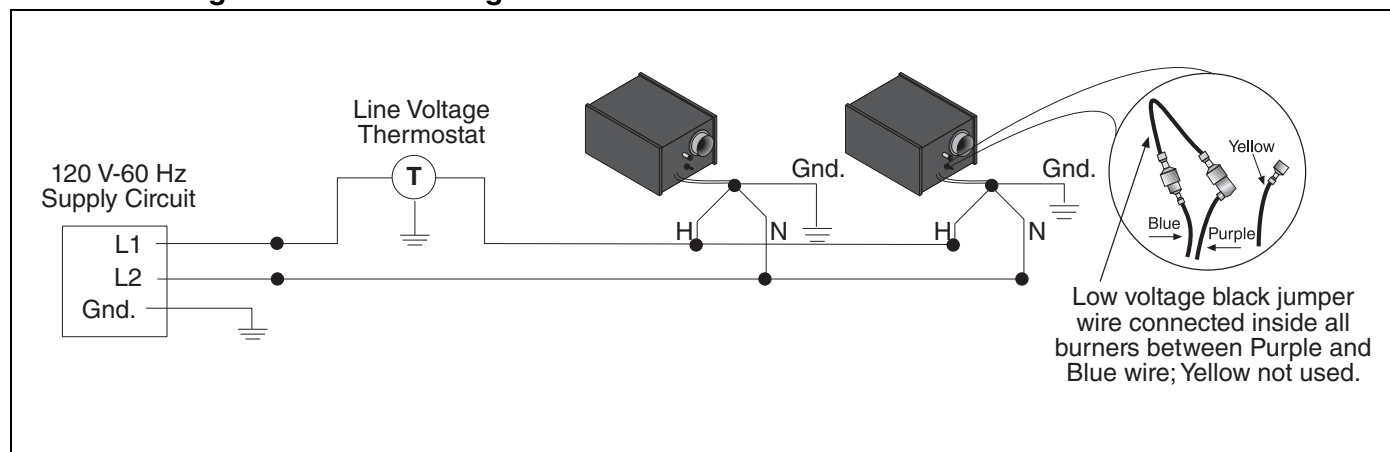 Line Voltage
Thermostat
T
120 V-60 Hz
Supply Circuit
L1
L2
Gnd.
Gnd.
H
N
Gnd.
H
N
Yellow
Blue
Purple
Low voltage black jumper
wire connected inside all
burners between Purple and
Blue wire; Yellow not used.